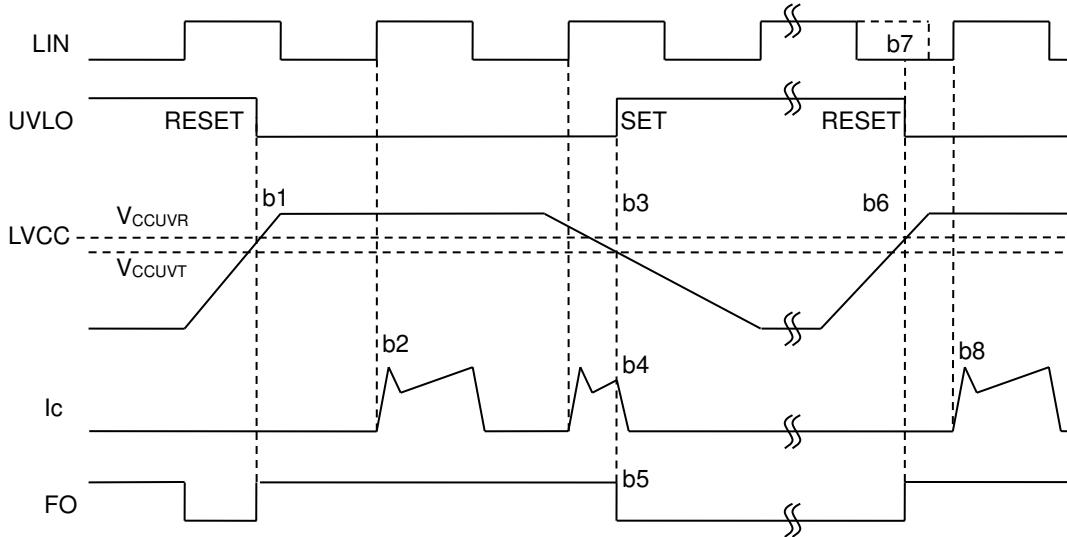 LIN
b7
UVLO
RESET
SET
RESET
b1
b3
b6
VCCUVR
LVCC
VCCUVT
b2
b4
b8
Ic
b5
FO